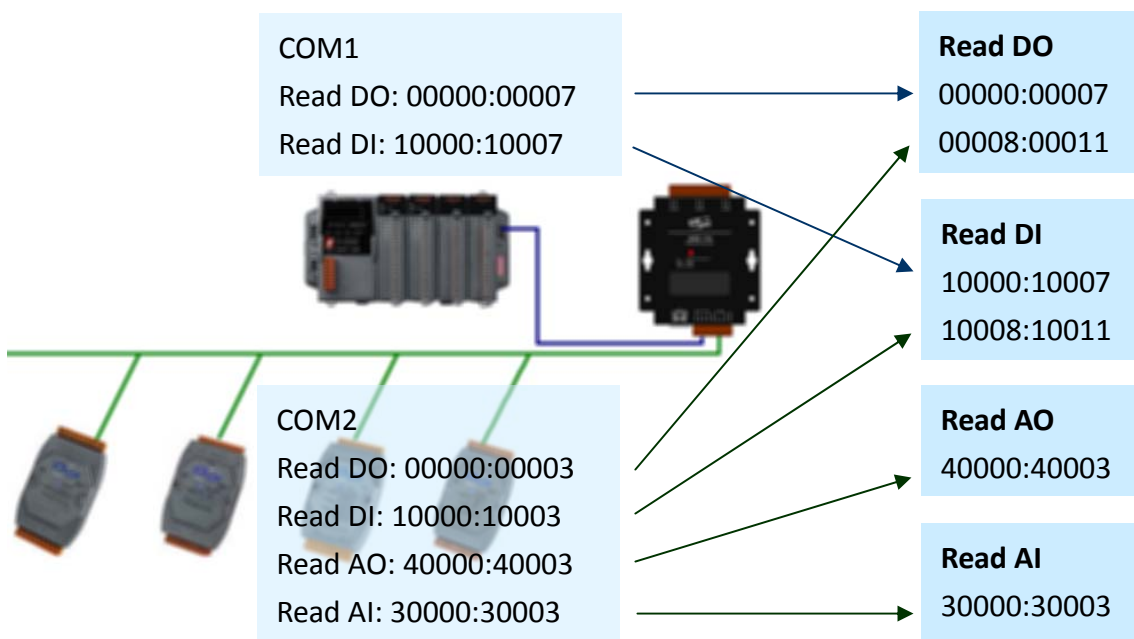 COM1
Read DO: 00000:00007
Read DI: 10000:10007
COM2
Read DO: 00000:00003
Read DI: 10000:10003
Read AO: 40000:40003
Read AI: 30000:30003
Read DO
00000:00007
00008:00011
Read DI
10000:10007
10008:10011
Read AO
40000:40003
Read AI
30000:30003